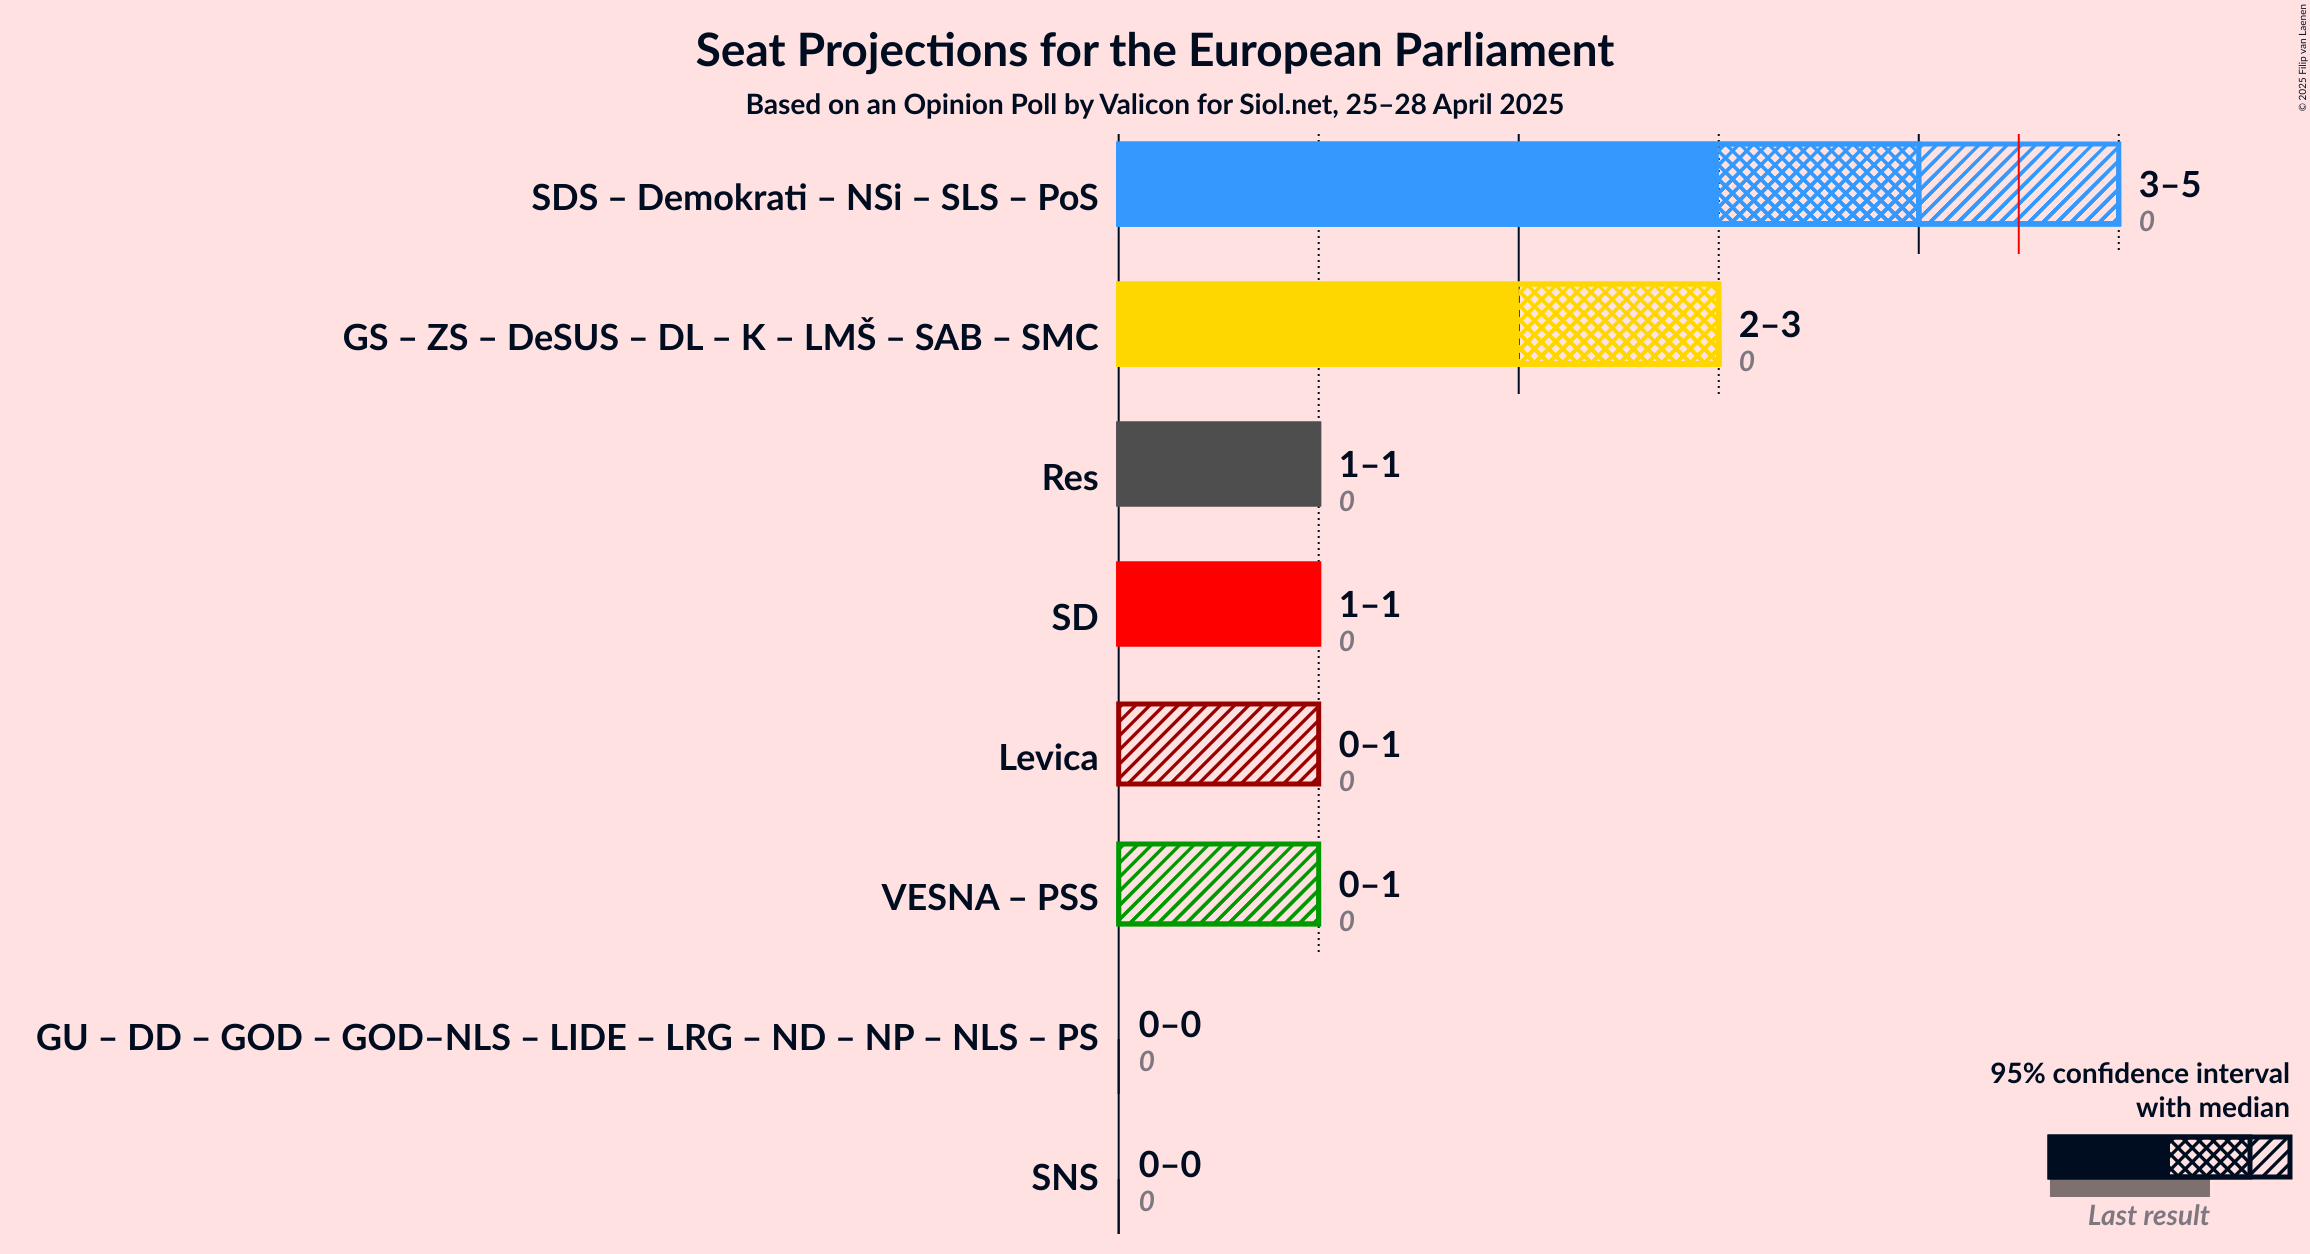 Seat Projections for the European Parliament
Based on an Opinion Poll by Valicon for Siol.net, 25–28 April 2025
© 2025 Filip van Laenen
SDS – Demokrati – NSi – SLS – PoS
3–5
0
GS – ZS – DeSUS – DL – K – LMŠ – SAB – SMC
2–3
0
Res
1–1
0
SD
1–1
0
Levica
0–1
0
VESNA – PSS
0–1
0
GU – DD – GOD – GOD–NLS – LIDE – LRG – ND – NP – NLS – PS
0–0
0
SNS
0–0
0
95% confidence interval
with median
Last result